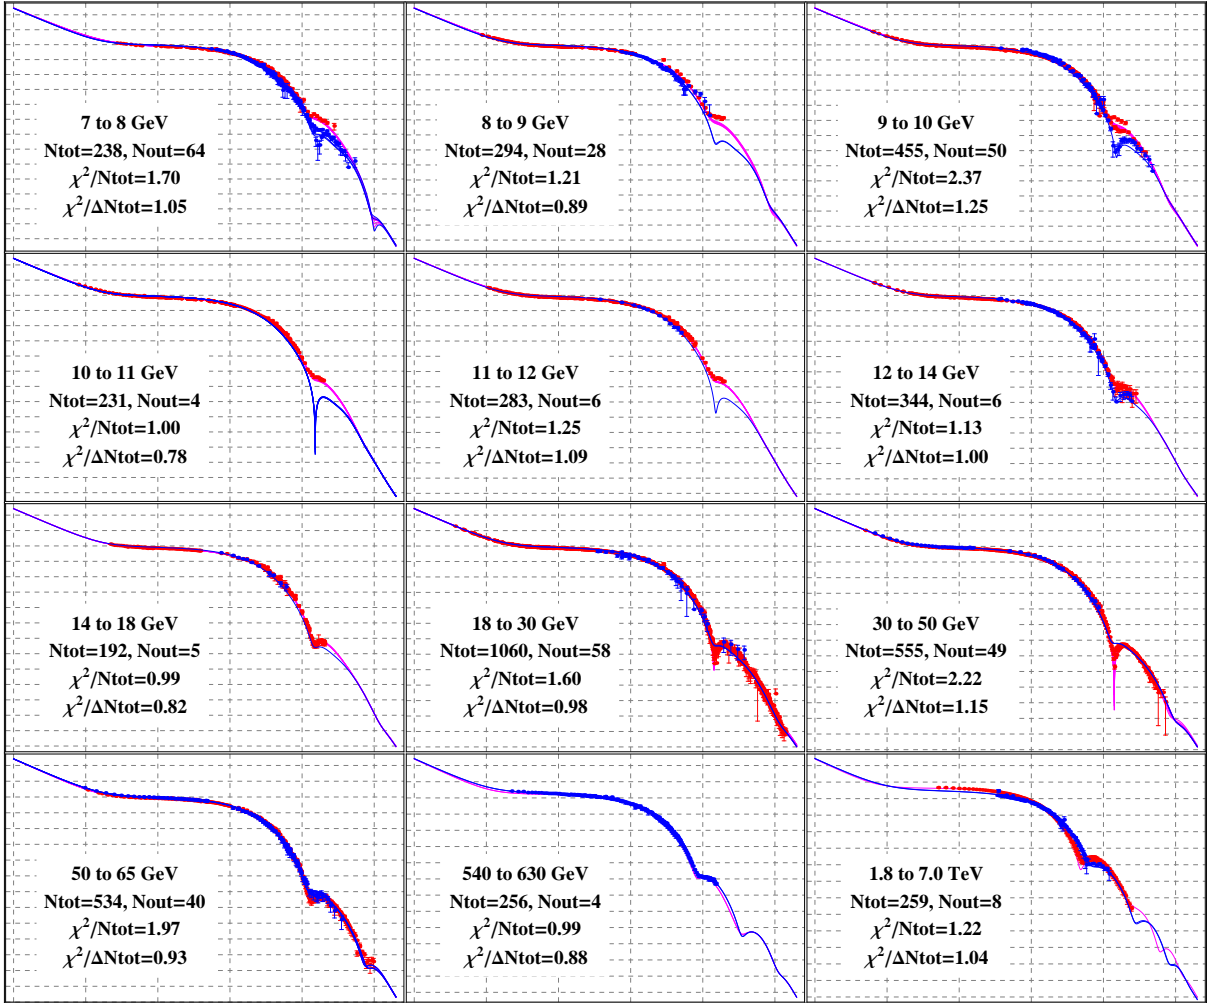 7 to 8 GeV
Ntot=238, Nout=64
χ²/Ntot=1.70
χ²/ΔNtot=1.05
8 to 9 GeV
Ntot=294, Nout=28
χ²/Ntot=1.21
χ²/ΔNtot=0.89
9 to 10 GeV
Ntot=455, Nout=50
χ²/Ntot=2.37
χ²/ΔNtot=1.25
10 to 11 GeV
Ntot=231, Nout=4
χ²/Ntot=1.00
χ²/ΔNtot=0.78
11 to 12 GeV
Ntot=283, Nout=6
χ²/Ntot=1.25
χ²/ΔNtot=1.09
12 to 14 GeV
Ntot=344, Nout=6
χ²/Ntot=1.13
χ²/ΔNtot=1.00
14 to 18 GeV
Ntot=192, Nout=5
χ²/Ntot=0.99
χ²/ΔNtot=0.82
18 to 30 GeV
Ntot=1060, Nout=58
χ²/Ntot=1.60
χ²/ΔNtot=0.98
30 to 50 GeV
Ntot=555, Nout=49
χ²/Ntot=2.22
χ²/ΔNtot=1.15
50 to 65 GeV
Ntot=534, Nout=40
χ²/Ntot=1.97
χ²/ΔNtot=0.93
540 to 630 GeV
Ntot=256, Nout=4
χ²/Ntot=0.99
χ²/ΔNtot=0.88
1.8 to 7.0 TeV
Ntot=259, Nout=8
χ²/Ntot=1.22
χ²/ΔNtot=1.04